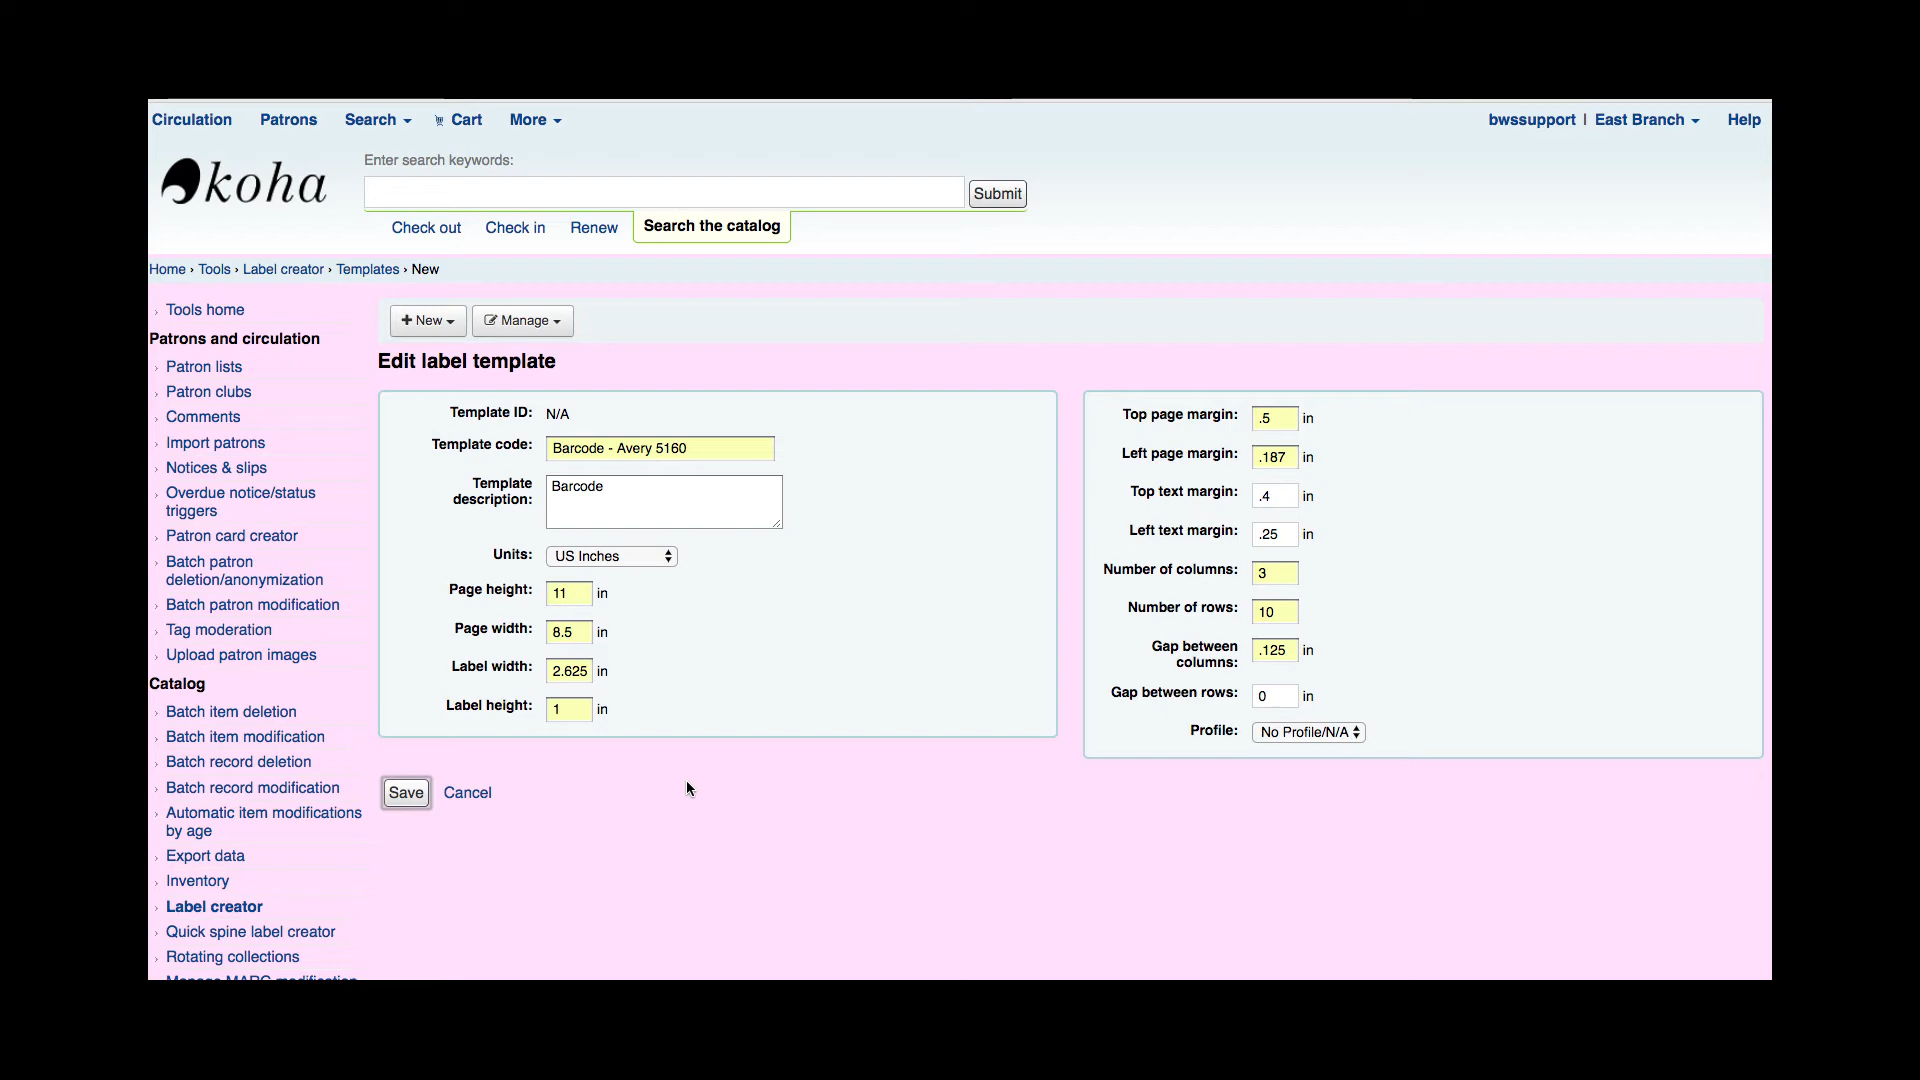 Circulation Patrons Search Cart More bwssupport | East Branch Help
koha
Enter search keywords:
Submit
Check out Check in Renew Search the catalog
Home › Tools › Label creator › Templates › New
Tools home
Patrons and circulation
Patron lists
Patron clubs
Comments
Import patrons
Notices & slips
Overdue notice/status
triggers
Patron card creator
Batch patron
deletion/anonymization
Batch patron modification
Tag moderation
Upload patron images
Catalog
Batch item deletion
Batch item modification
Batch record deletion
Batch record modification
Automatic item modifications
by age
Export data
Inventory
Label creator
Quick spine label creator
Rotating collections
Manage MARC modification
New Manage
Edit label template
Template ID: N/A
Template code: Barcode - Avery 5160
Template
description: Barcode
Units: US Inches
Page height: 11 in
Page width: 8.5 in
Label width: 2.625 in
Label height: 1 in
Top page margin: .5 in
Left page margin: .187 in
Top text margin: .4 in
Left text margin: .25 in
Number of columns: 3
Number of rows: 10
Gap between
columns: .125 in
Gap between rows: 0 in
Profile: No Profile/N/A
Save Cancel